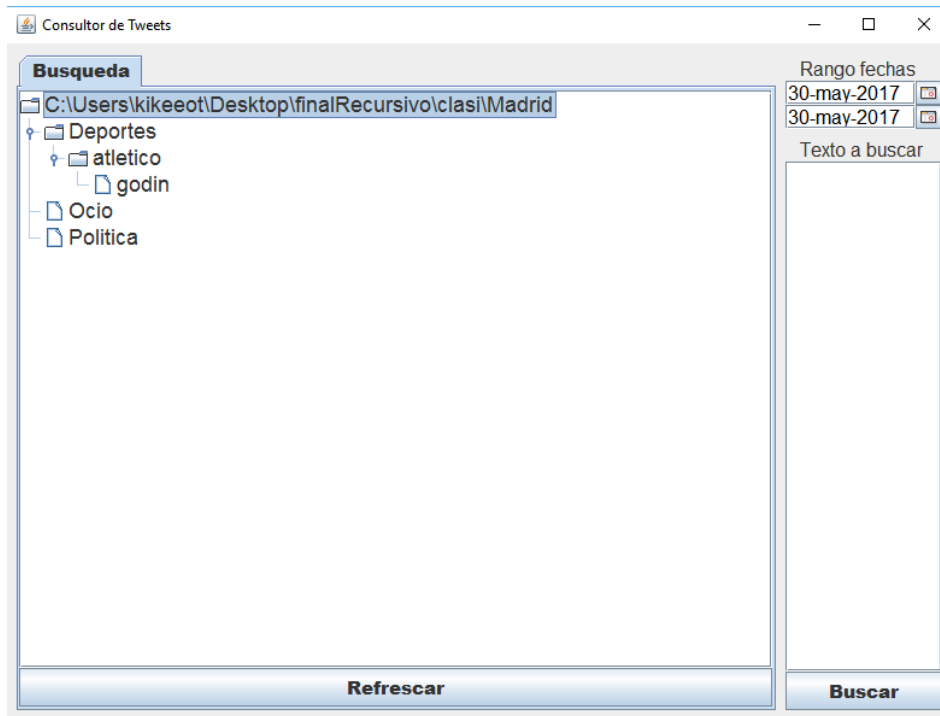 Consultor de Tweets
Busqueda
C:\Users\kikeeot\Desktop\finalRecursivo\clasi\Madrid
Deportes
atletico
godin
Ocio
Politica
Refrescar
Rango fechas
30-may-2017
30-may-2017
Texto a buscar
Buscar